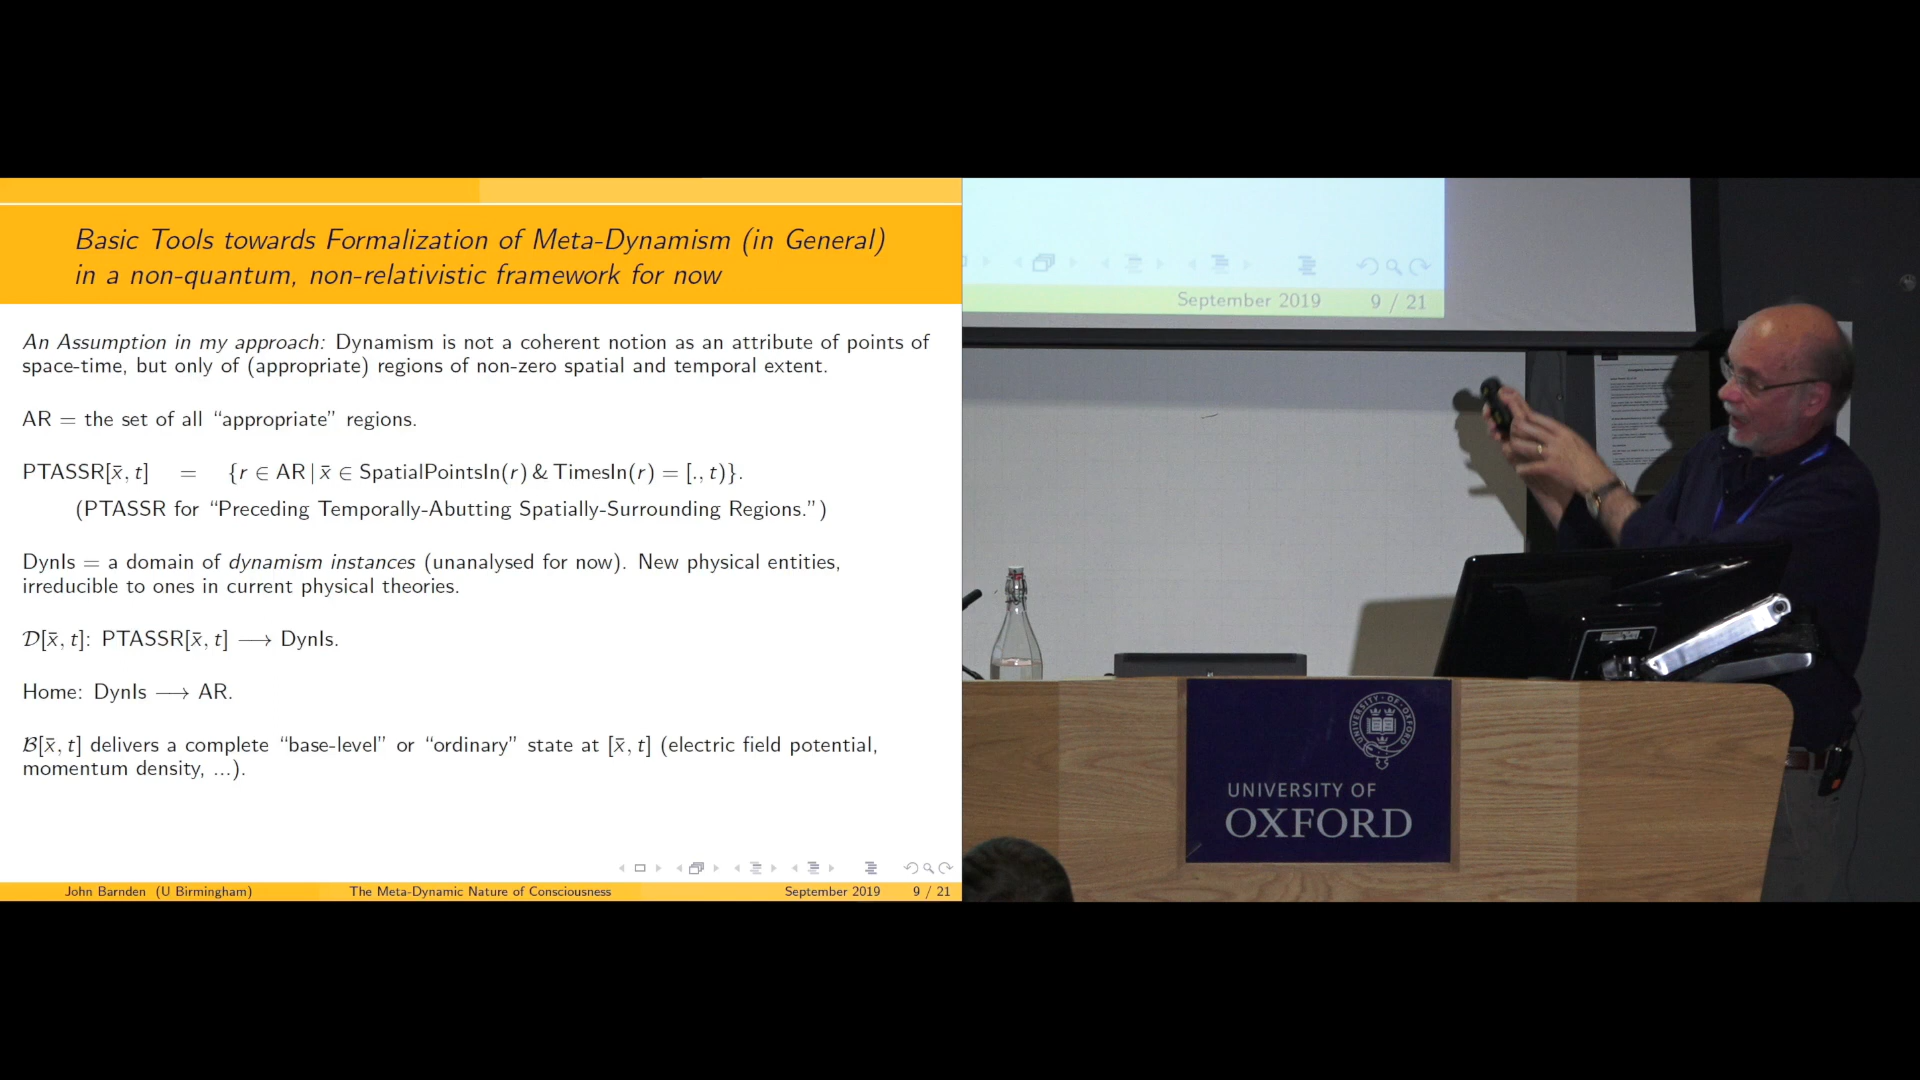 Basic Tools towards Formalization of Meta-Dynamism (in General)
in a non-quantum, non-relativistic framework for now
An Assumption in my approach: Dynamism is not a coherent notion as an attribute of points of
space-time, but only of (appropriate) regions of non-zero spatial and temporal extent.
AR = the set of all “appropriate” regions.
PTASSR[x̄, t] = {r ∈ AR | x̄ ∈ SpatialPointsIn(r) & TimesIn(r) = [., t)}.
(PTASSR for “Preceding Temporally-Abutting Spatially-Surrounding Regions.”)
DynIs = a domain of dynamism instances (unanalysed for now). New physical entities,
irreducible to ones in current physical theories.
𝒟[x̄, t]: PTASSR[x̄, t] ⟶ DynIs.
Home: DynIs ⟶ AR.
ℬ[x̄, t] delivers a complete “base-level” or “ordinary” state at [x̄, t] (electric field potential,
momentum density, ...).
John Barnden (U Birmingham) The Meta-Dynamic Nature of Consciousness September 2019 9 / 21
September 2019 9 / 21
UNIVERSITY OF
OXFORD